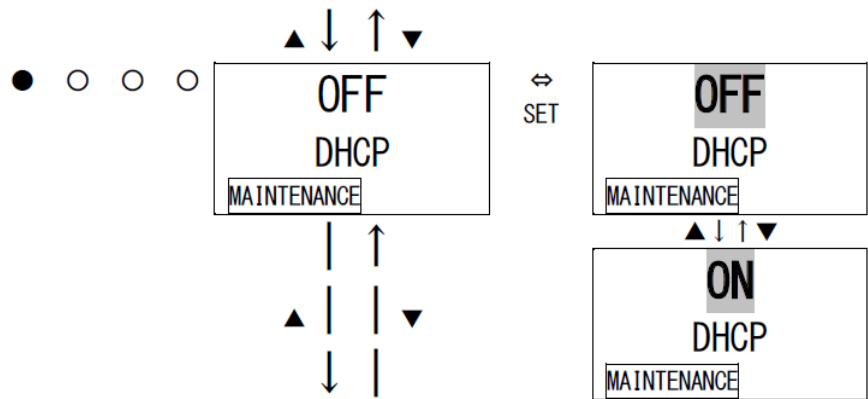 ▲ ↓ ↑ ▼
● ○ ○ ○
OFF
DHCP
MAINTENANCE
⇔
SET
OFF
DHCP
MAINTENANCE
▲ ↓ ↑ ▼
ON
DHCP
MAINTENANCE
▲ ↓ ↑ ▼